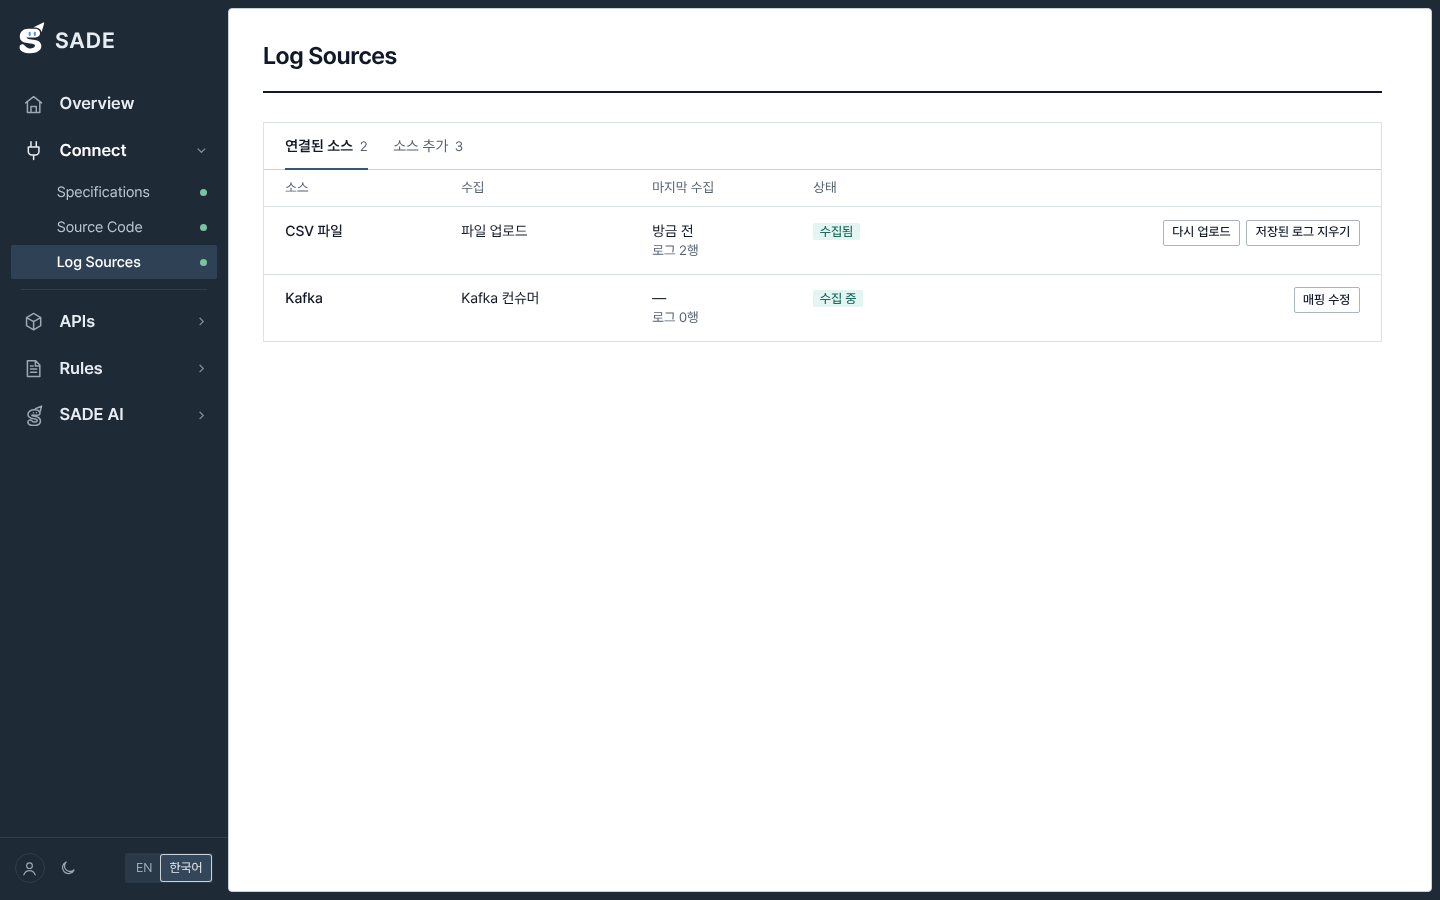 SADE
Overview
Connect
Specifications
Source Code
Log Sources
APIs
Rules
SADE AI
EN 한국어
Log Sources
연결된 소스 2 소스 추가 3
소스 수집 마지막 수집 상태
CSV 파일 파일 업로드 방금 전 수집됨 다시 업로드 저장된 로그 지우기
로그 2행
Kafka Kafka 컨슈머 — 수집 중 매핑 수정
로그 0행